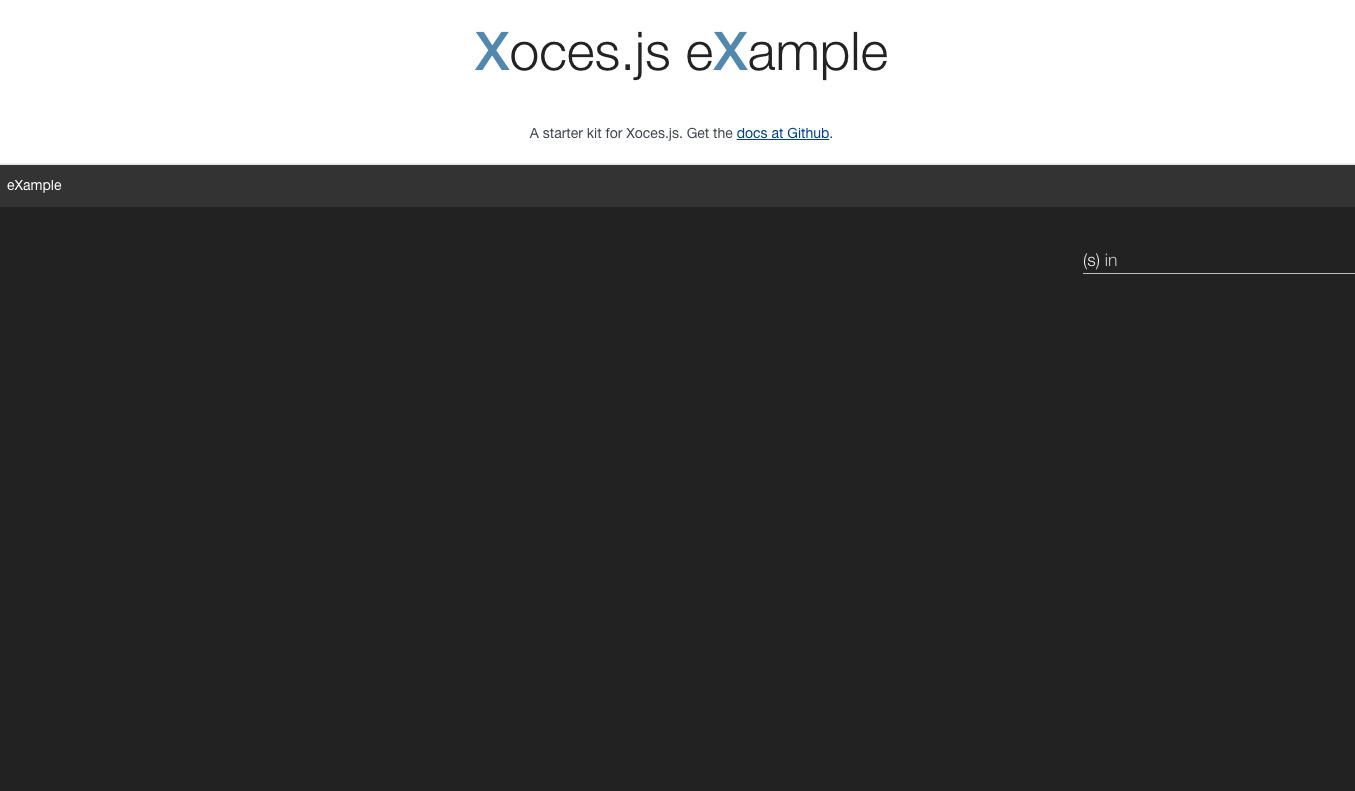 Xoces.js eXample
A starter kit for Xoces.js. Get the docs at Github.
eXample
(s) in